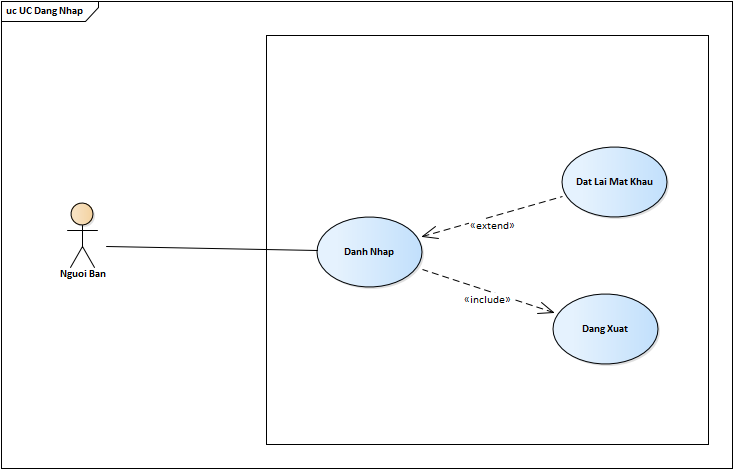 uc UC Dang Nhap
Dat Lai Mat Khau
«extend»
Danh Nhap
Nguoi Ban
«include»
Dang Xuat